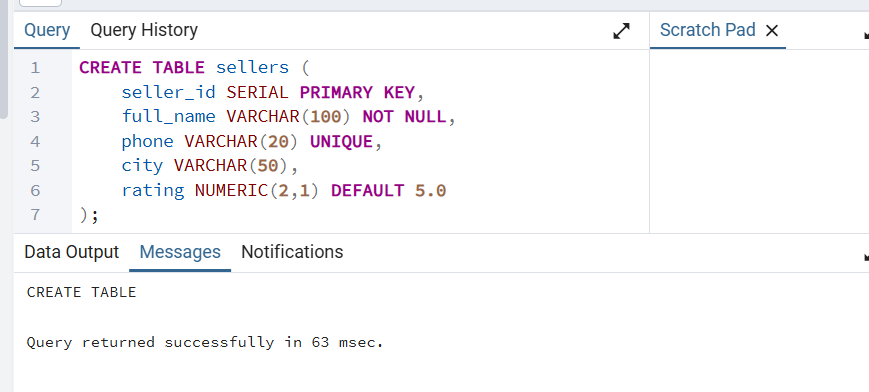 Query Query History
Scratch Pad
1 CREATE TABLE sellers (
2 seller_id SERIAL PRIMARY KEY,
3 full_name VARCHAR(100) NOT NULL,
4 phone VARCHAR(20) UNIQUE,
5 city VARCHAR(50),
6 rating NUMERIC(2,1) DEFAULT 5.0
7 );
Data Output Messages Notifications
CREATE TABLE
Query returned successfully in 63 msec.